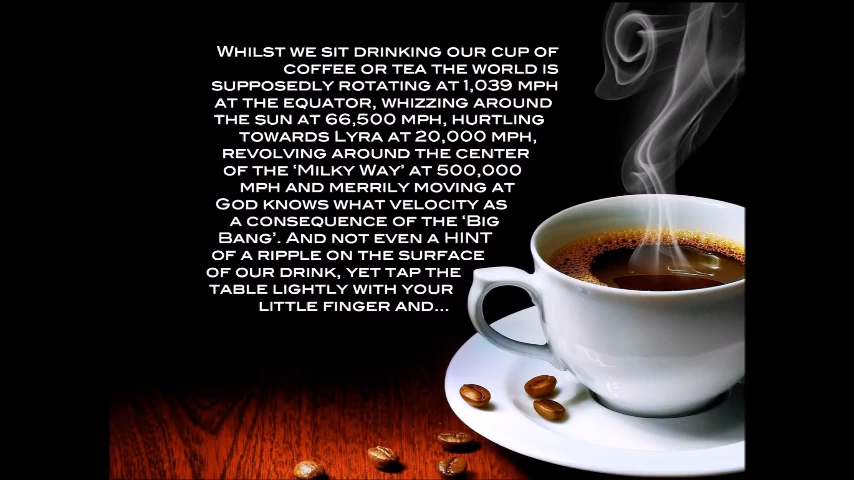 Whilst we sit drinking our cup of
coffee or tea the world is
supposedly rotating at 1,039 mph
at the equator, whizzing around
the sun at 66,500 mph, hurtling
towards Lyra at 20,000 mph,
revolving around the center
of the ‘Milky Way’ at 500,000
mph and merrily moving at
God knows what velocity as
a consequence of the ‘Big
Bang’. And not even a HINT
of a ripple on the surface
of our drink, yet tap the
table lightly with your
little finger and...